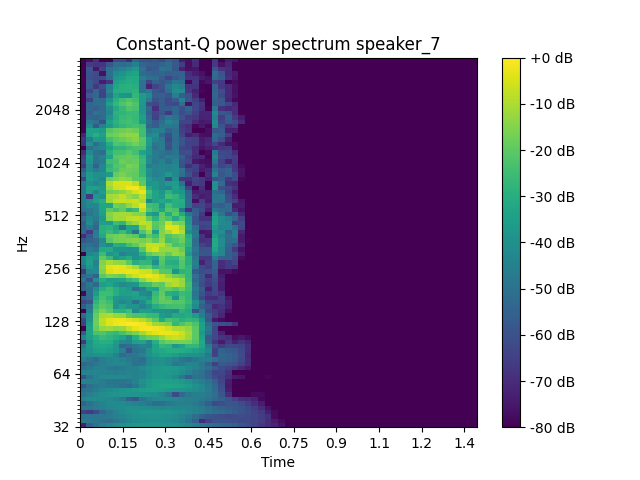 Constant-Q power spectrum speaker_7
Hz
2048
1024
512
256
128
64
32
0 0.15 0.3 0.45 0.6 0.75 0.9 1.1 1.2 1.4
Time
+0 dB
-10 dB
-20 dB
-30 dB
-40 dB
-50 dB
-60 dB
-70 dB
-80 dB